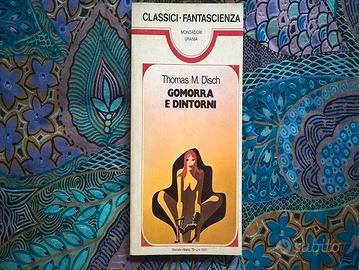 CLASSICI · FANTASCIENZA
MONDADORI
URANIA
Thomas M. Disch
GOMORRA
E DINTORNI
subito